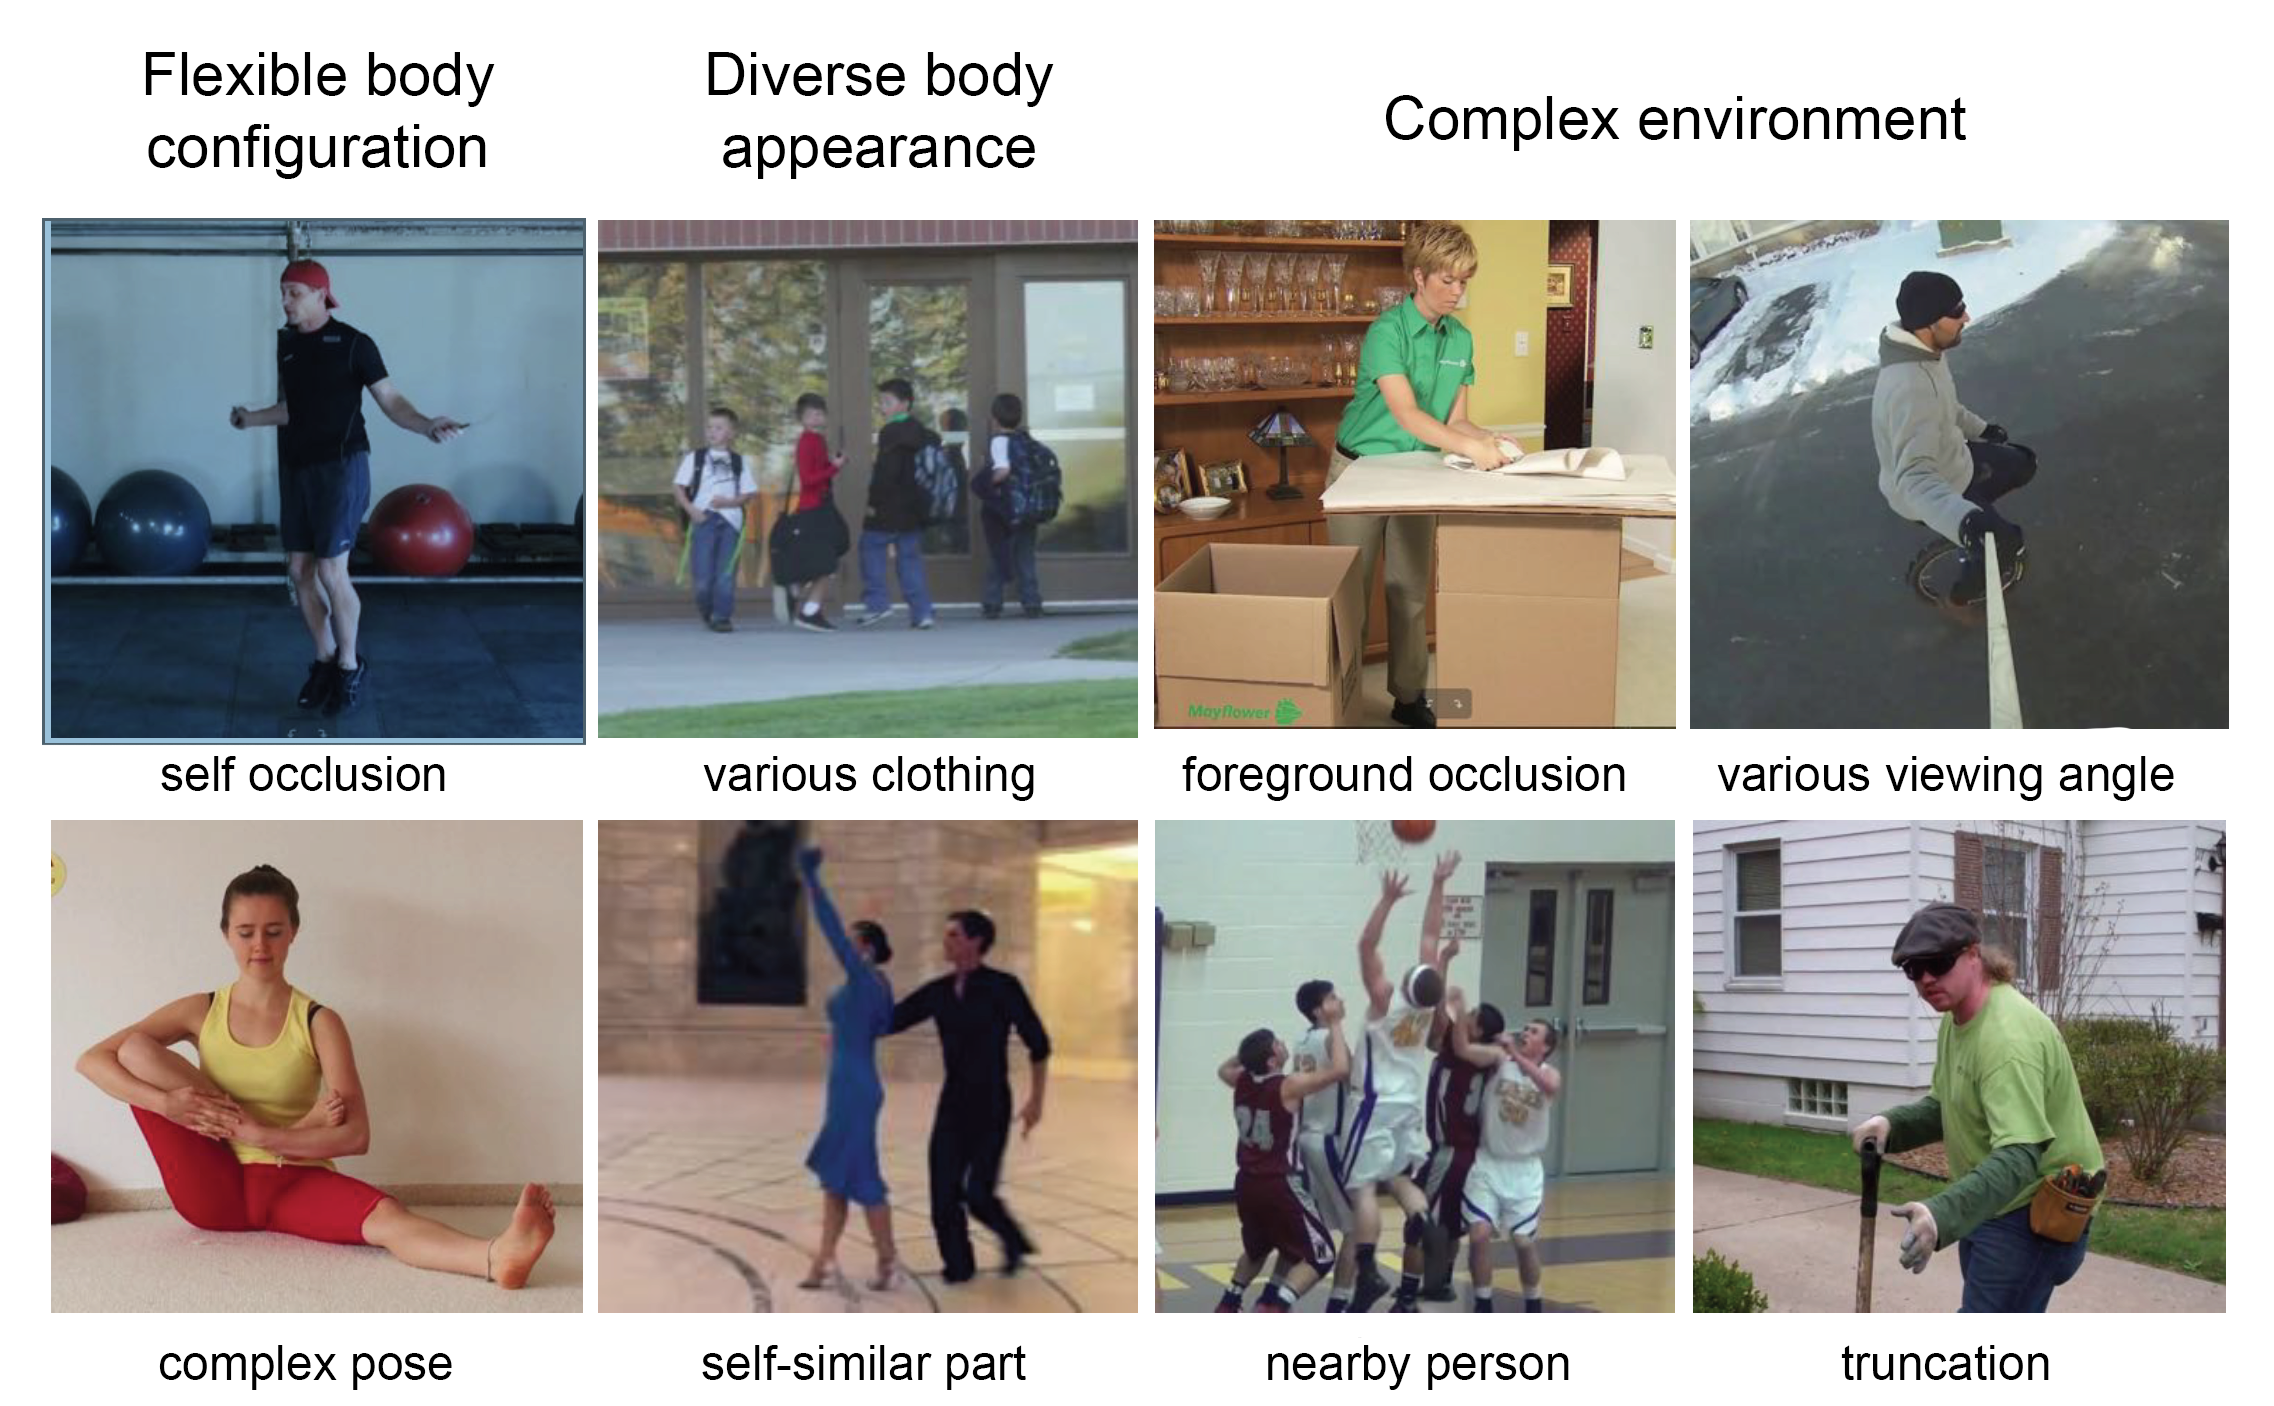 Flexible body
configuration
Diverse body
appearance
Complex environment
self occlusion
various clothing
Mayflower
foreground occlusion
various viewing angle
24
complex pose
self-similar part
nearby person
truncation